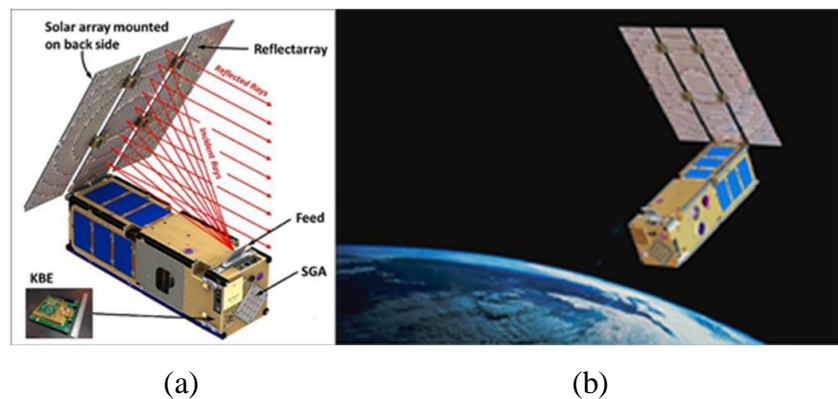 Solar array mounted
on back side
Reflectarray
Reflected Rays
Incident Rays
Feed
SGA
KBE
(a)
(b)